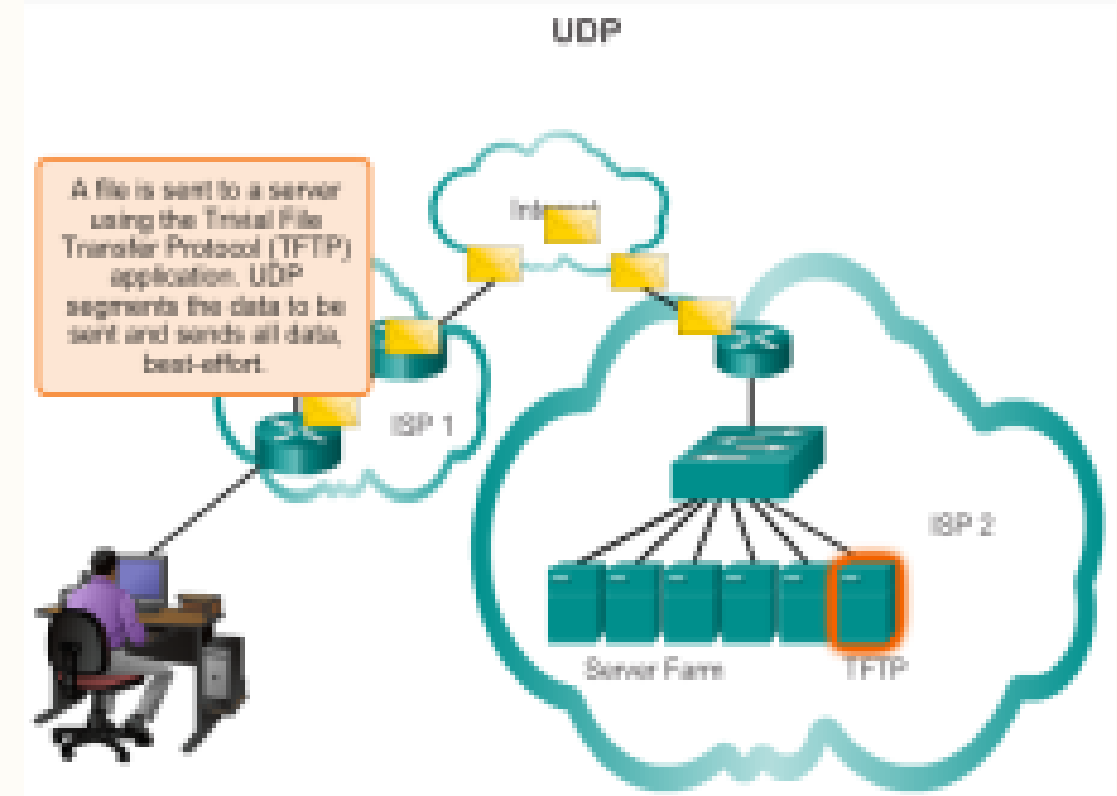 UDP
A file is sent to a server
using the Trivial File
Transfer Protocol (TFTP)
application. UDP
segments the data to be
sent and sends all data,
best-effort.
Internet
ISP 1
ISP 2
Server Farm
TFTP